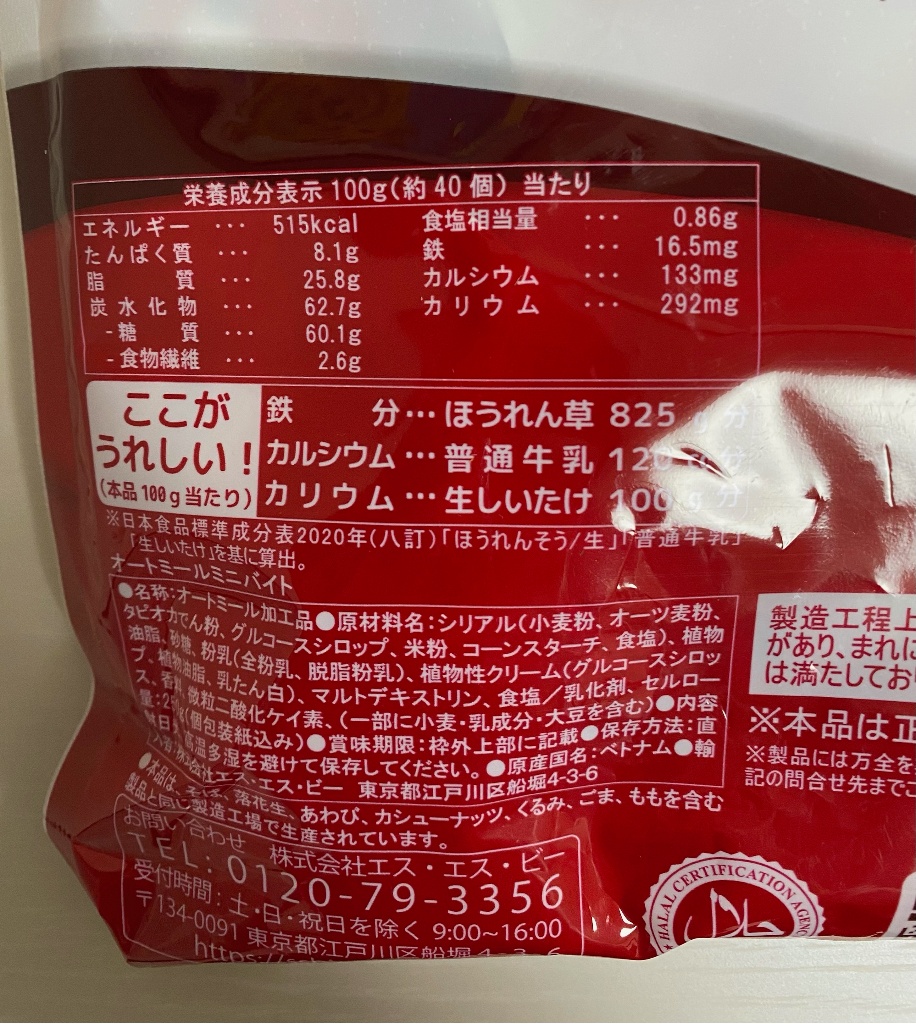 栄養成分表示 100g(約 40 個) 当たり
エネルギー … 515kcal 食塩相当量 … 0.86g
たんぱく質 … 8.1g 鉄 … 16.5mg
脂 質 … 25.8g カルシウム … 133mg
炭水化物 … 62.7g カリウム … 292mg
- 糖 質 … 60.1g
- 食物繊維 … 2.6g
ここが
うれしい!
(本品 100g 当たり)
鉄 分… ほうれん草 825 g 分
カルシウム … 普通牛乳 120 分
カリウム … 生しいたけ 100 g 分
※日本食品標準成分表2020年(八訂)「ほうれんそう/生」「普通牛乳」
「生しいたけ」を基に算出。
オートミールミニバイト
●名称:オートミール加工品●原材料名:シリアル(小麦粉、オーツ麦粉、
タピオカでん粉、グルコースシロップ、米粉、コーンスターチ、食塩)、植物
油脂、砂糖、粉乳(全粉乳、脱脂粉乳)、植物性クリーム(グルコースシロッ
プ、植物油脂、乳たん白)、マルトデキストリン、食塩/乳化剤、セルロー
ス、香料、微粒二酸化ケイ素、(一部に小麦・乳成分・大豆を含む)●内容
量:(個包装紙込み)●賞味期限:枠外上部に記載●保存方法:直
射日 高温多湿を避けて保存してください。●原産国名:ベトナム●輸
入者:株式会社エス・エス・ビー 東京都江戸川区船堀4-3-6
●本品は、そば、落花生、あわび、カシューナッツ、くるみ、ごま、ももを含む
製品と同じ製造工場で生産されています。
お問い合わせ 株式会社エス・エス・ビー
TEL: 0120-79-3356
受付時間:土・日・祝日を除く 9:00~16:00
〒134-0091 東京都江戸川区船堀 4-3-6
https://
製造工程上
があり、まれに
は満たしてお
※本品は正
※製品には万全を
記の問合せ先まで
HALAL CERTIFICATION AGENC
حلال